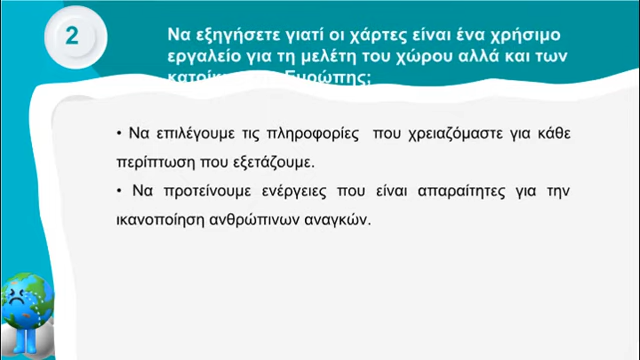 2
Να εξηγήσετε γιατί οι χάρτες είναι ένα χρήσιμο
εργαλείο για τη μελέτη του χώρου αλλά και των
Ευρώπης;
• Να επιλέγουμε τις πληροφορίες που χρειαζόμαστε για κάθε
περίπτωση που εξετάζουμε.
• Να προτείνουμε ενέργειες που είναι απαραίτητες για την
ικανοποίηση ανθρώπινων αναγκών.